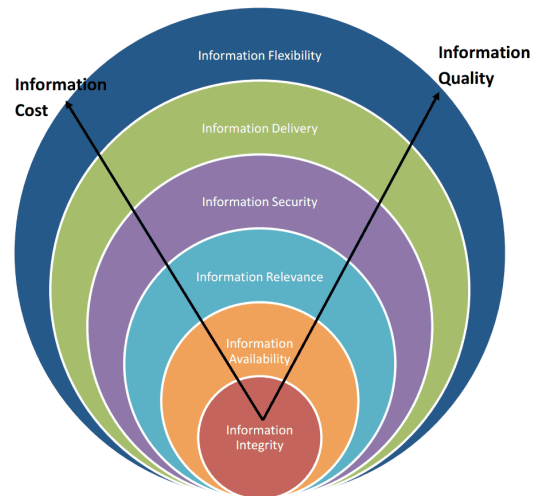 Information Flexibility
Information
Quality
Information
Cost
Information Delivery
Information Security
Information Relevance
Information
Availability
Information
Integrity